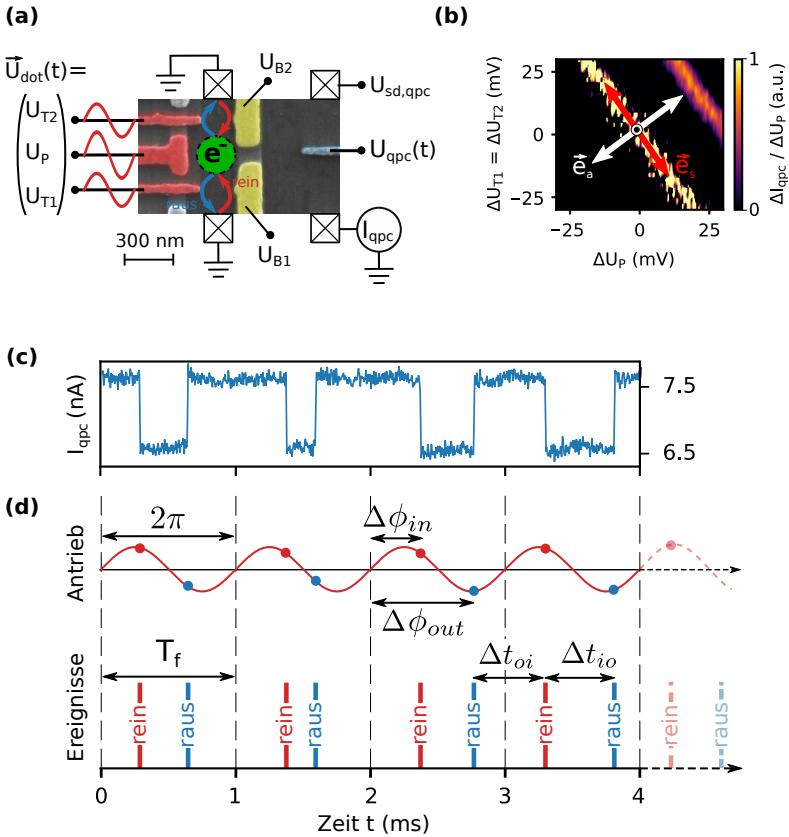 (a)
U⃗dot(t)=
UT2
UP
UT1
300 nm
e-
rein
raus
UB2
UB1
Usd,qpc
Uqpc(t)
Iqpc
(b)
ΔUT1 = ΔUT2 (mV)
25
0
−25
−25
0
25
ΔUP (mV)
e⃗a
e⃗s
1
0
ΔIqpc / ΔUP (a.u.)
(c)
Iqpc (nA)
7.5
6.5
(d)
Antrieb
2π
Δϕin
Δϕout
Ereignisse
Tf
Δtoi
Δtio
rein
raus
rein
raus
rein
raus
rein
raus
rein
raus
0
1
2
3
4
Zeit t (ms)